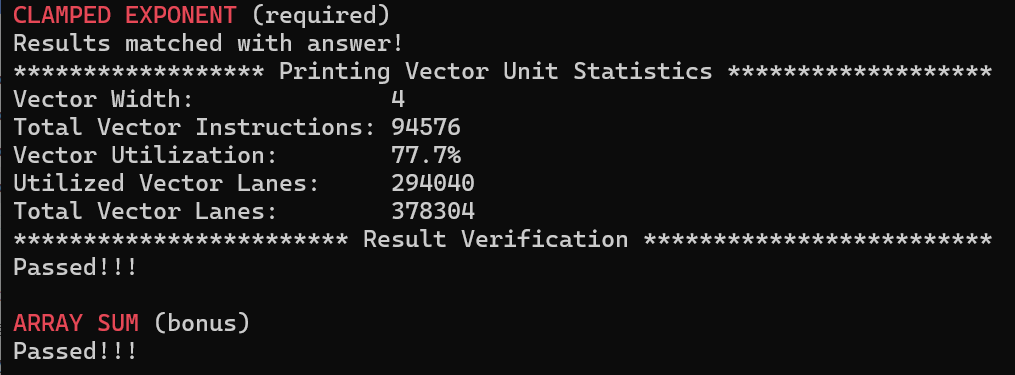 CLAMPED EXPONENT (required)
Results matched with answer!
****************** Printing Vector Unit Statistics *******************
Vector Width:              4
Total Vector Instructions: 94576
Vector Utilization:        77.7%
Utilized Vector Lanes:     294040
Total Vector Lanes:        378304
************************ Result Verification *************************
Passed!!!

ARRAY SUM (bonus)
Passed!!!